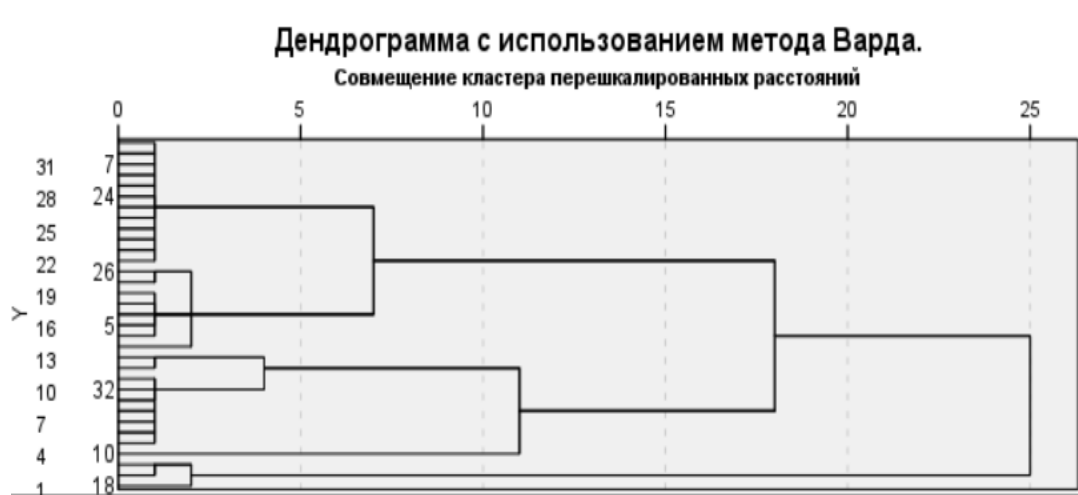 Дендрограмма с использованием метода Варда.
Совмещение кластера перешкалированных расстояний
0 5 10 15 20 25
31 7
28 24
25
22 26
19
Y
16 5
13
10 32
7
4 10
1 18